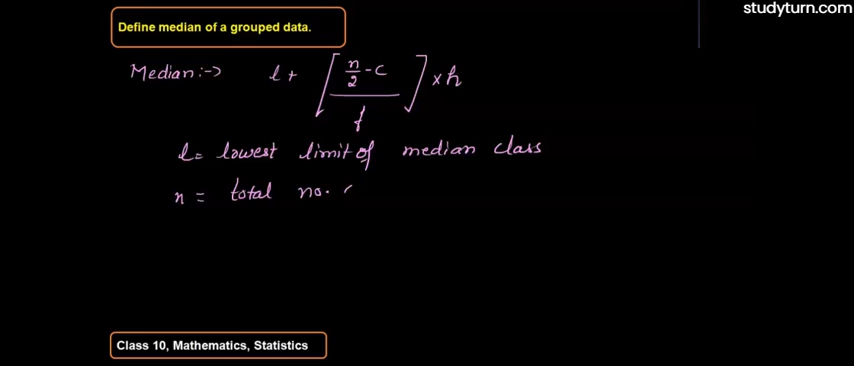 studyturn.com
Define median of a grouped data.
Median:-> l + [ n/2 - c / f ] × h
l = lowest limit of median class
n = total no.
Class 10, Mathematics, Statistics